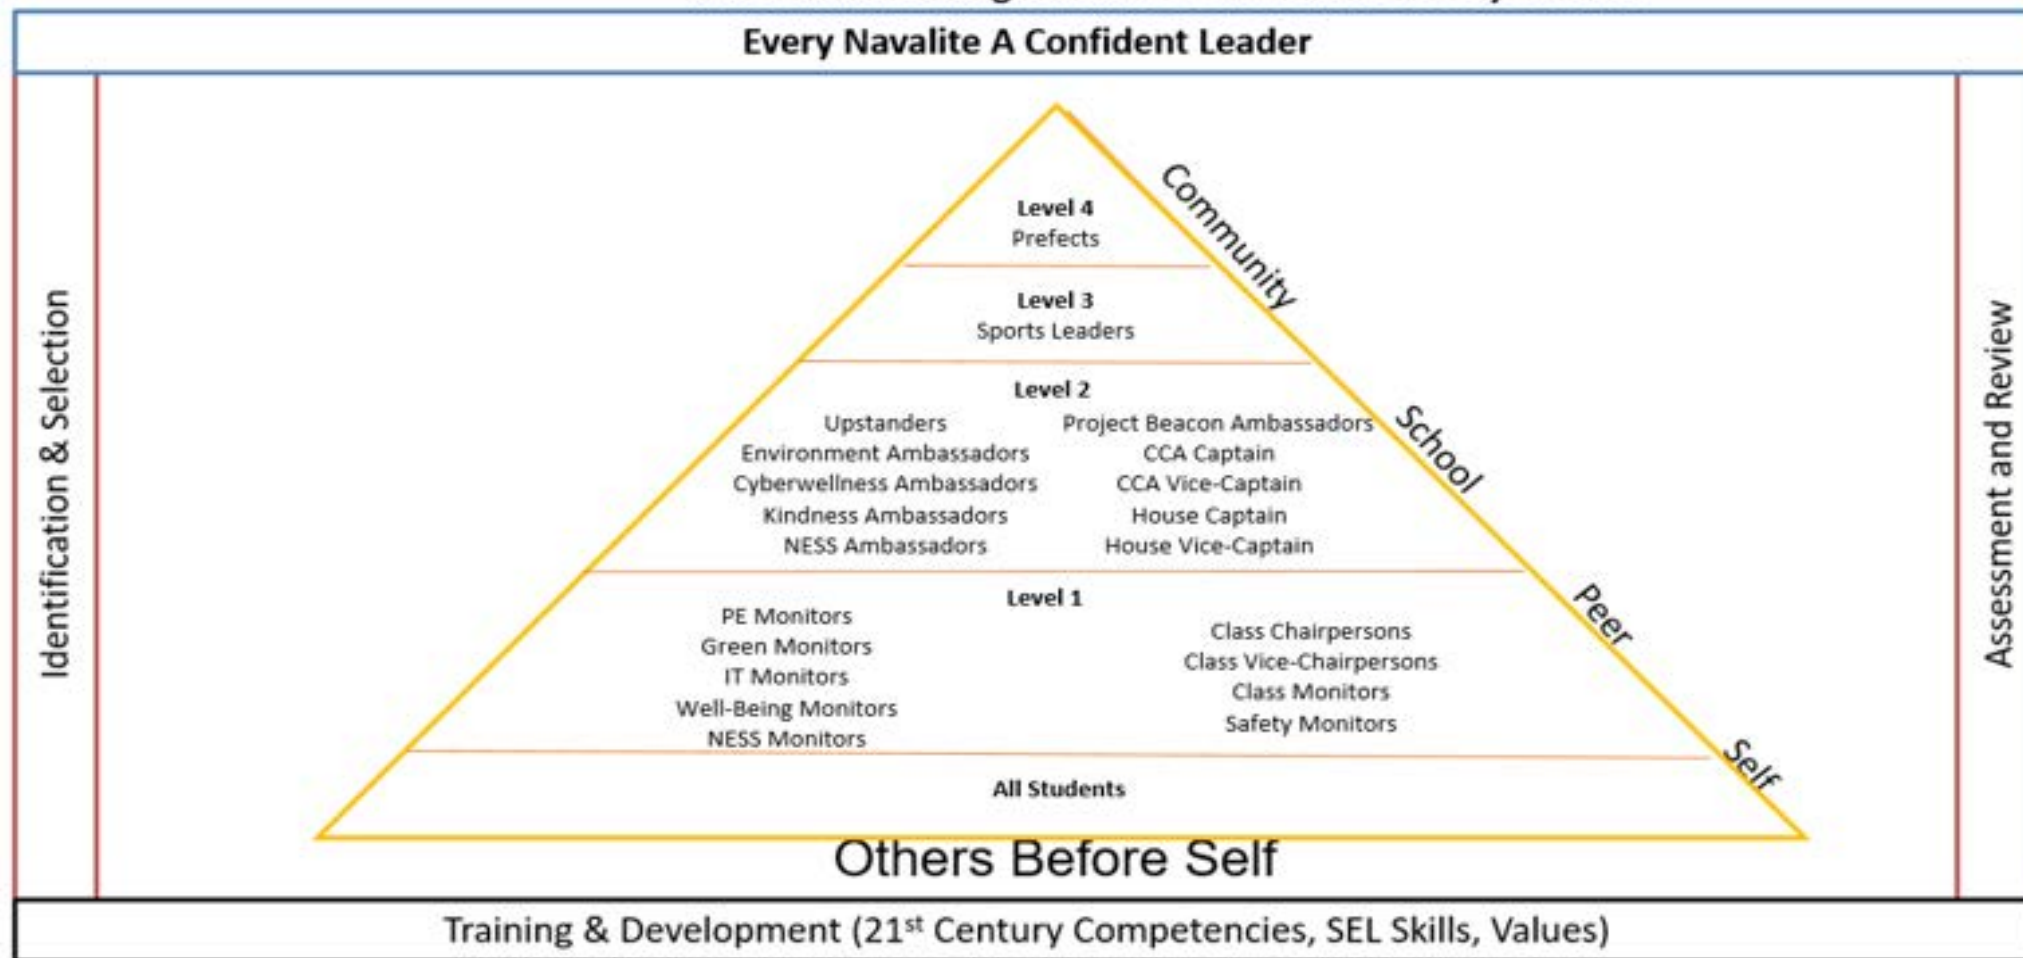 Every Navalite A Confident Leader
Identification & Selection
Level 4
Prefects
Level 3
Sports Leaders
Level 2
Upstanders
Environment Ambassadors
Cyberwellness Ambassadors
Kindness Ambassadors
NESS Ambassadors
Project Beacon Ambassadors
CCA Captain
CCA Vice-Captain
House Captain
House Vice-Captain
Level 1
PE Monitors
Green Monitors
IT Monitors
Well-Being Monitors
NESS Monitors
Class Chairpersons
Class Vice-Chairpersons
Class Monitors
Safety Monitors
All Students
Community
School
Peer
Self
Assessment and Review
Others Before Self
Training & Development (21st Century Competencies, SEL Skills, Values)